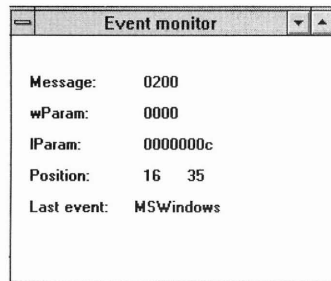 Event monitor
Message: 0200
wParam: 0000
lParam: 0000000c
Position: 16 35
Last event: MSWindows